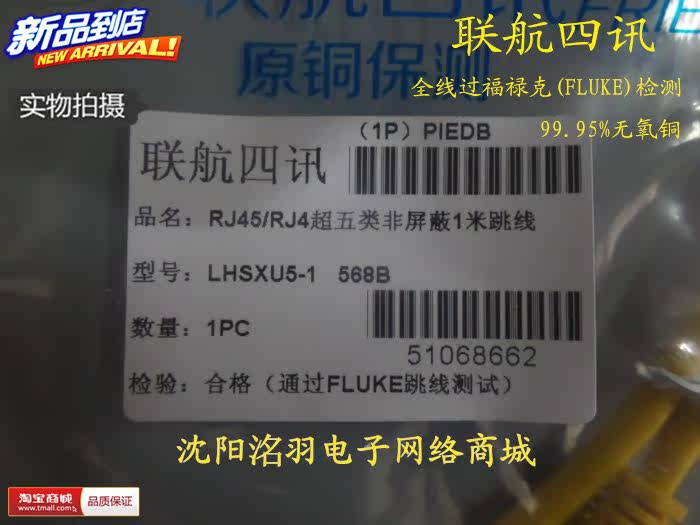 新品到店
NEW ARRIVAL!
实物拍摄
原铜保测
联航四讯
全线过福禄克(FLUKE)检测
99.95%无氧铜
(1P) PIEDB
联航四讯
品名: RJ45/RJ4超五类非屏蔽1米跳线
型号: LHSXU5-1 568B
数量: 1PC
51068662
检验: 合格 (通过FLUKE跳线测试)
沈阳洺羽电子网络商城
淘宝商城
www.tmall.com
品质保证